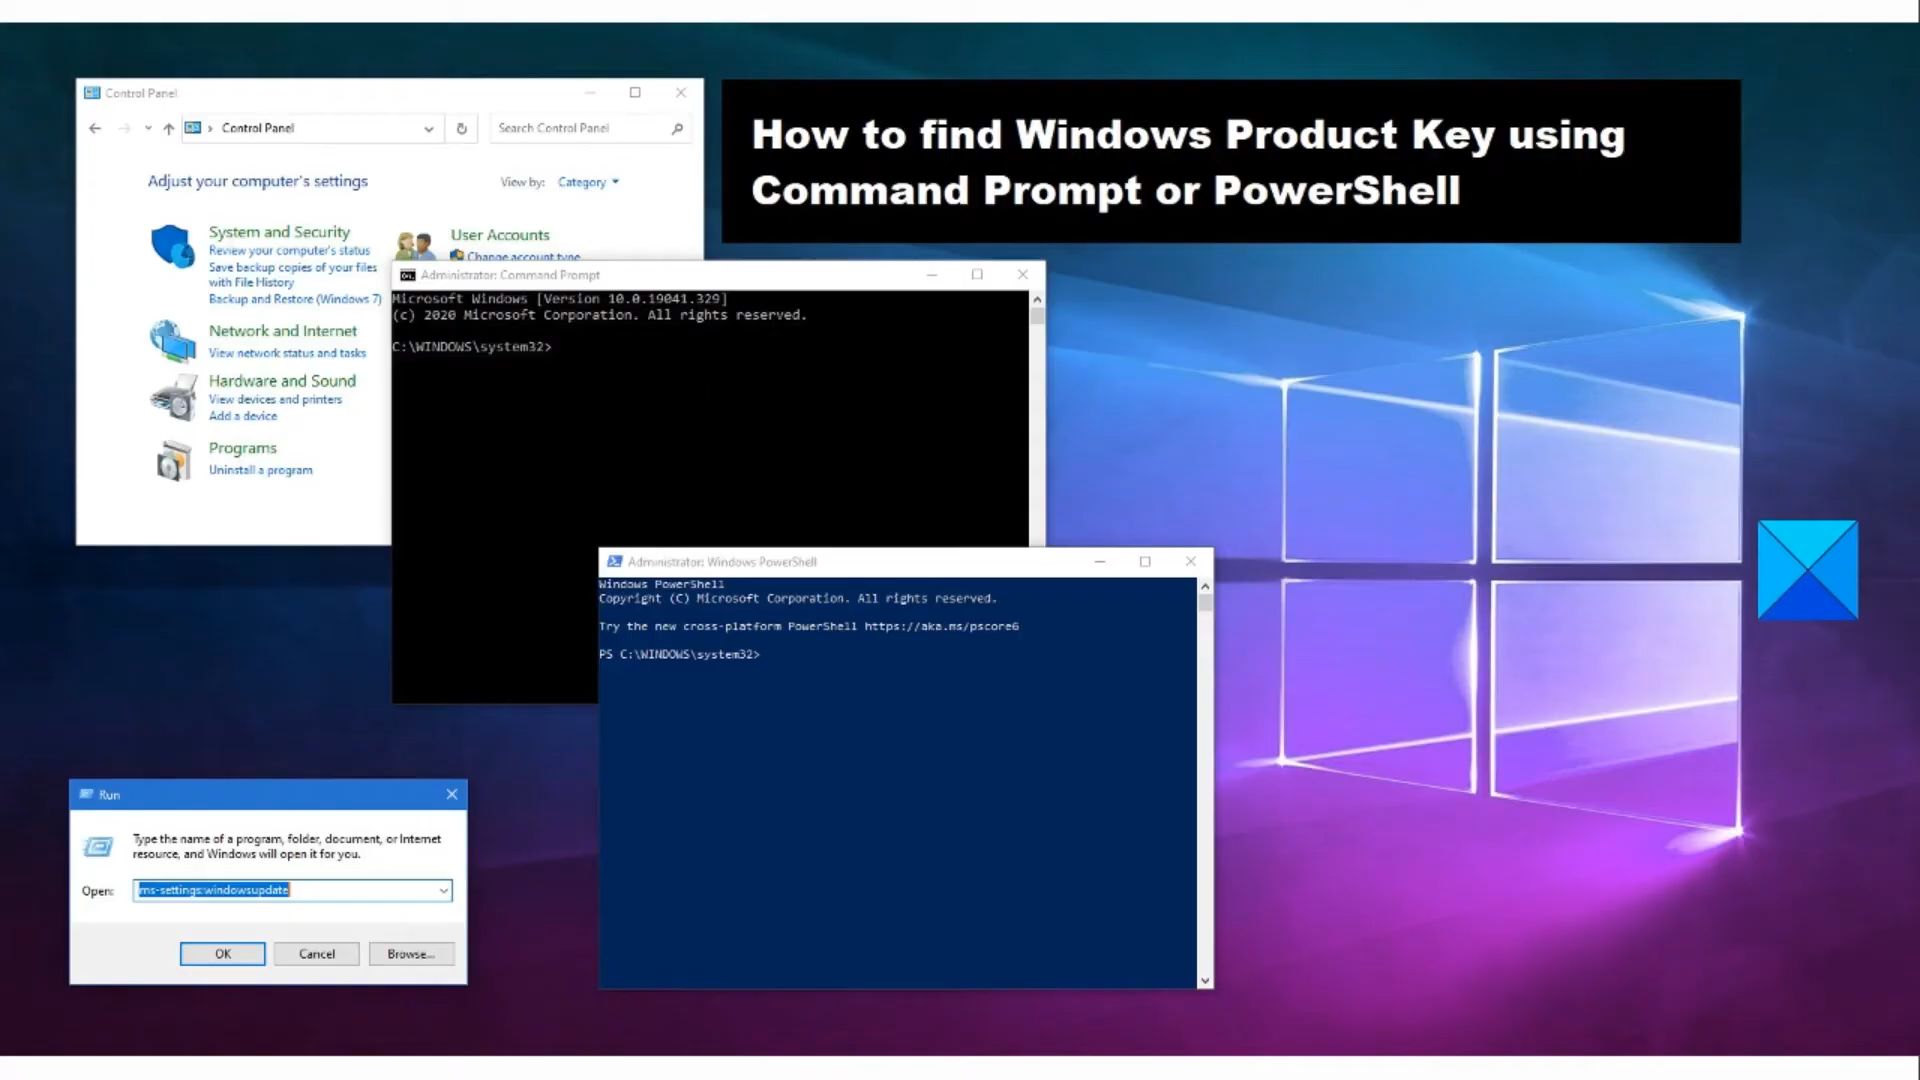 Control Panel
Control Panel
Search Control Panel
How to find Windows Product Key using
Command Prompt or PowerShell
Adjust your computer's settings
View by: Category
System and Security
Review your computer's status
Save backup copies of your files
with File History
Backup and Restore (Windows 7)
User Accounts
Change account type
Network and Internet
View network status and tasks
Hardware and Sound
View devices and printers
Add a device
Programs
Uninstall a program
Administrator: Command Prompt
Microsoft Windows [Version 10.0.19041.329]
(c) 2020 Microsoft Corporation. All rights reserved.
C:\WINDOWS\system32>
Administrator: Windows PowerShell
Windows PowerShell
Copyright (C) Microsoft Corporation. All rights reserved.
Try the new cross-platform PowerShell https://aka.ms/pscore6
PS C:\WINDOWS\system32>
Run
Type the name of a program, folder, document, or Internet
resource, and Windows will open it for you.
Open: ms-settings:windowsupdate
OK Cancel Browse...